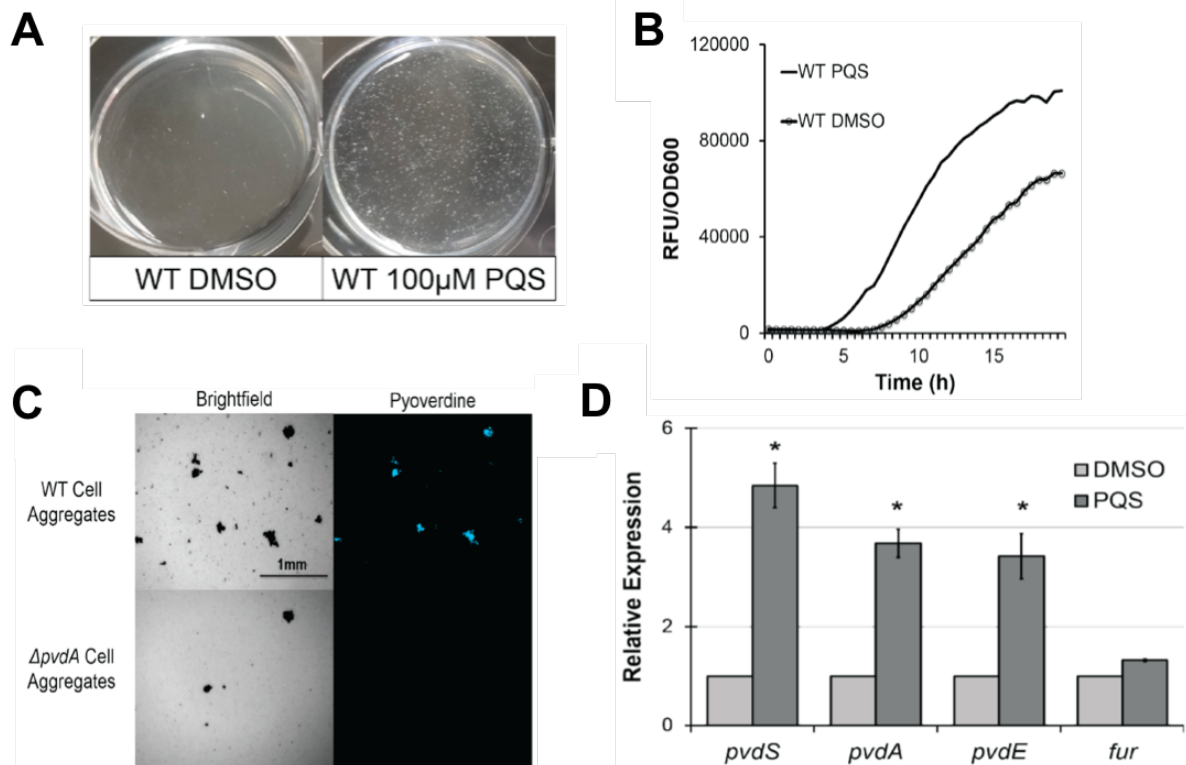 A
WT DMSO
WT 100µM PQS
B
120000
80000
40000
0
RFU/OD600
WT PQS
WT DMSO
0
5
10
15
Time (h)
C
Brightfield
Pyoverdine
WT Cell
Aggregates
1mm
ΔpvdA Cell
Aggregates
D
6
4
2
0
Relative Expression
DMSO
PQS
*
*
*
pvdS
pvdA
pvdE
fur